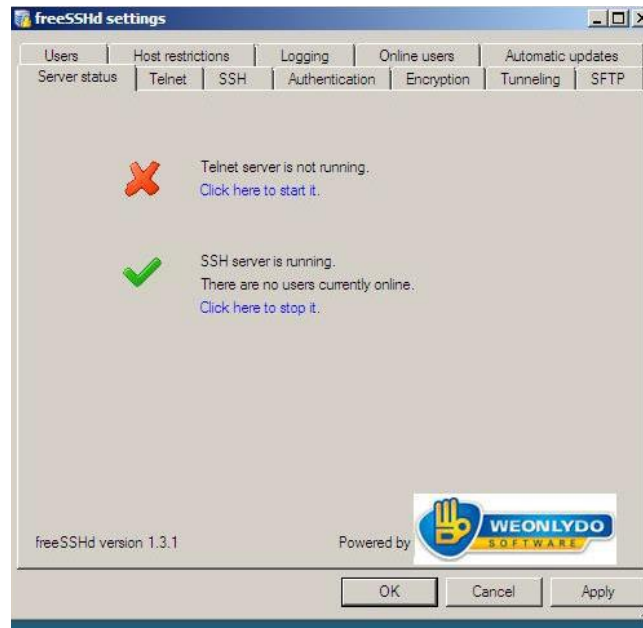 freeSSHd settings
Users Host restrictions Logging Online users Automatic updates
Server status Telnet SSH Authentication Encryption Tunneling SFTP
Telnet server is not running.
Click here to start it.
SSH server is running.
There are no users currently online.
Click here to stop it.
freeSSHd version 1.3.1
Powered by
WEONLYDO
SOFTWARE
OK Cancel Apply